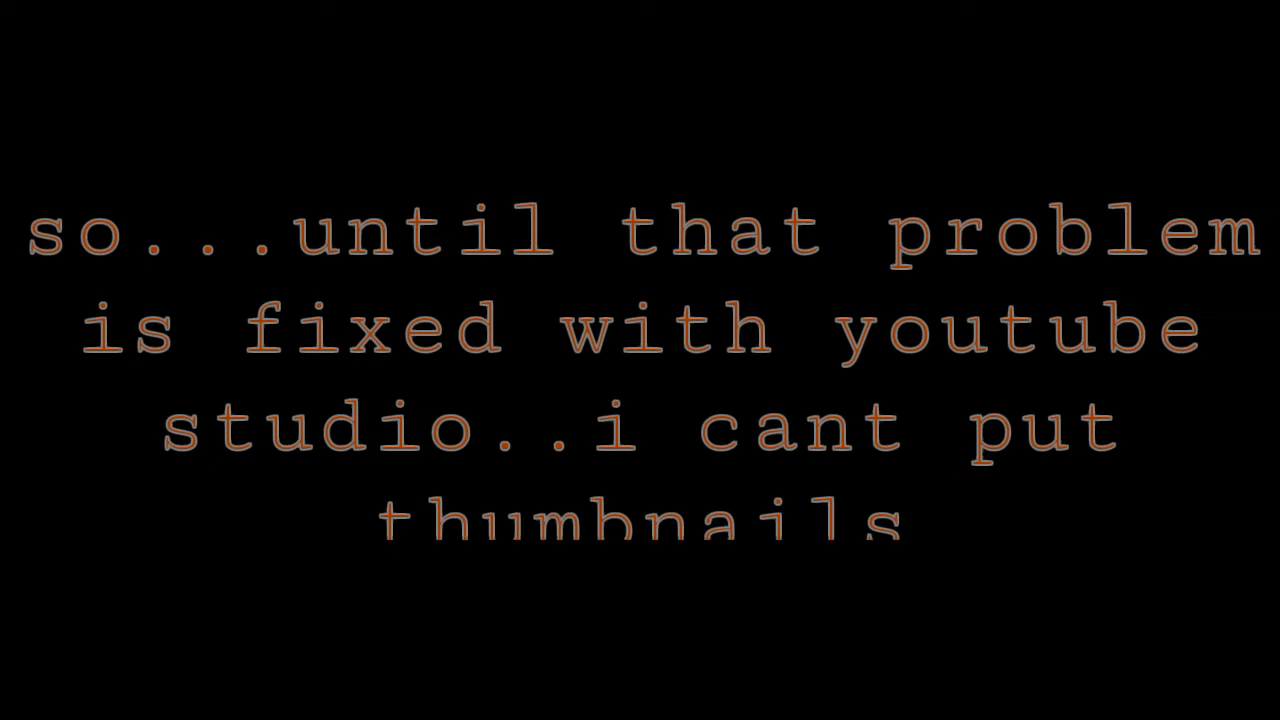 so...until that problem
is fixed with youtube
studio..i cant put
thumbnails